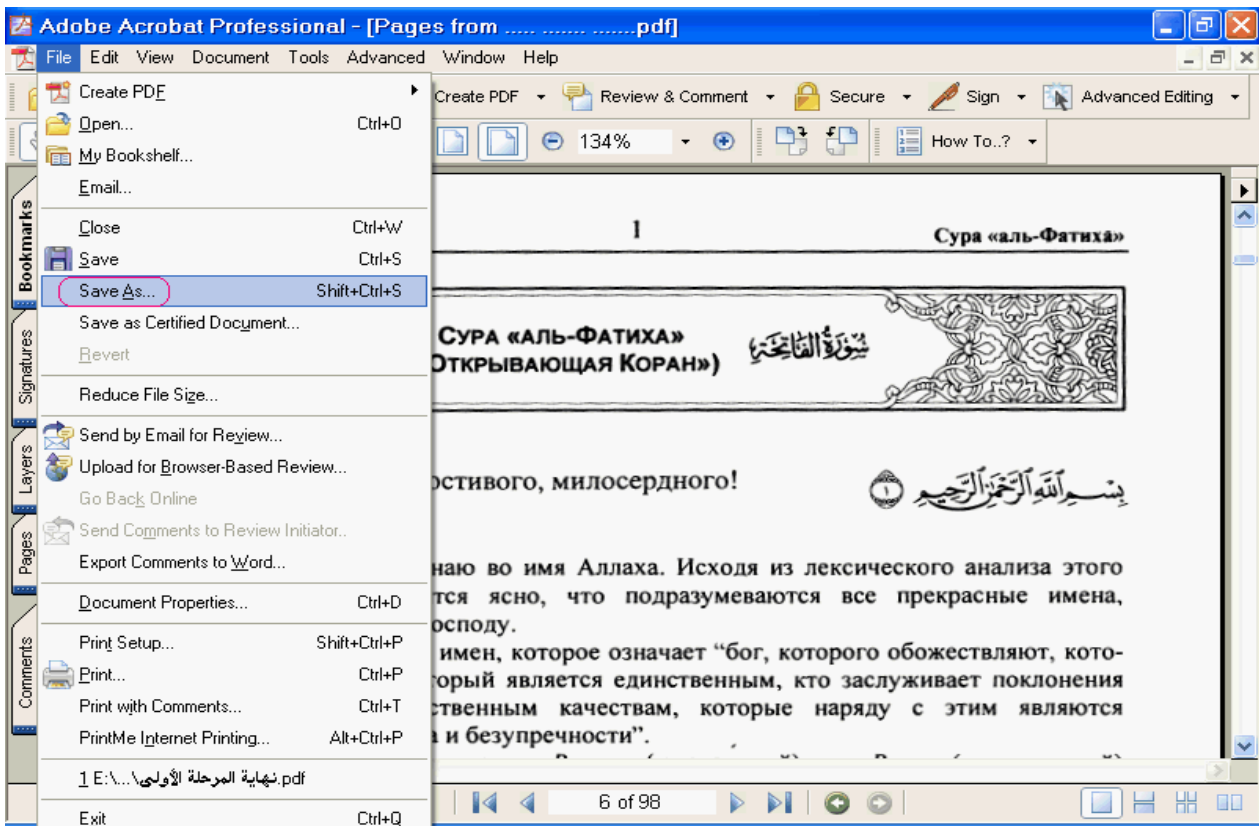 Adobe Acrobat Professional - [Pages from ..... ....... .......pdf]
File Edit View Document Tools Advanced Window Help
Create PDF Review & Comment Secure Sign Advanced Editing
134% How To..?
Create PDF
Open... Ctrl+O
My Bookshelf...
Email...
Close Ctrl+W
Save Ctrl+S
Save As... Shift+Ctrl+S
Save as Certified Document...
Revert
Reduce File Size...
Send by Email for Review...
Upload for Browser-Based Review...
Go Back Online
Send Comments to Review Initiator..
Export Comments to Word...
Document Properties... Ctrl+D
Print Setup... Shift+Ctrl+P
Print... Ctrl+P
Print with Comments... Ctrl+T
PrintMe Internet Printing... Alt+Ctrl+P
1 E:\...\نهاية المرحلة الأولى.pdf
Exit Ctrl+Q
Bookmarks
Signatures
Layers
Pages
Comments
1 Сура «аль-Фатиха»
СУРА «АЛЬ-ФАТИХА» سُورَةُ الفَاتِحَةِ
ОТКРЫВАЮЩАЯ КОРАН»)
остивого, милосердного! بِسْمِ ٱللَّهِ ٱلرَّحْمَٰنِ ٱلرَّحِيمِ ١
наю во имя Аллаха. Исходя из лексического анализа этого
тся ясно, что подразумеваются все прекрасные имена,
осподу.
имен, которое означает “бог, которого обожествляют, кото-
орый является единственным, кто заслуживает поклонения
ственным качествам, которые наряду с этим являются
а и безупречности”.
6 of 98